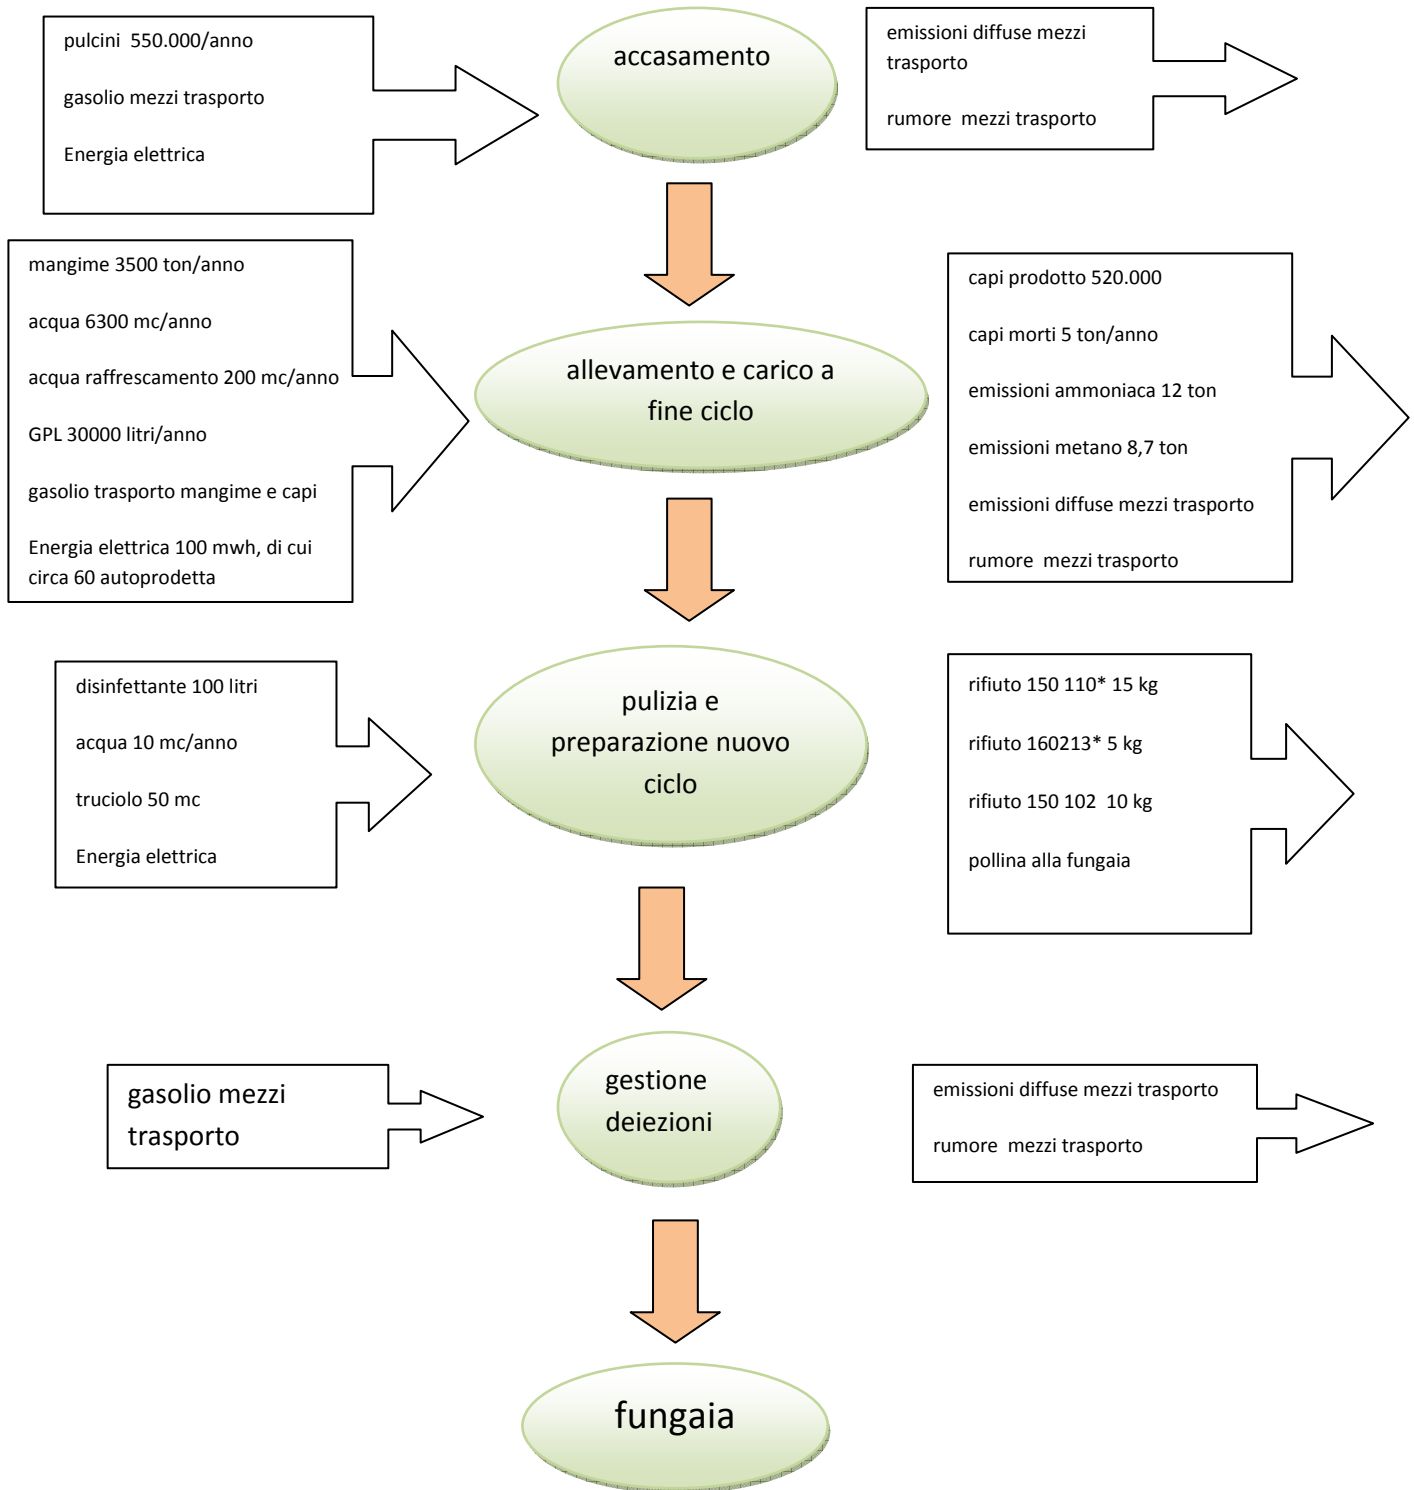 pulcini  550.000/anno
gasolio mezzi trasporto
Energia elettrica
accasamento
emissioni diffuse mezzi
trasporto
rumore  mezzi trasporto
mangime 3500 ton/anno
acqua 6300 mc/anno
acqua raffrescamento 200 mc/anno
GPL 30000 litri/anno
gasolio trasporto mangime e capi
Energia elettrica 100 mwh, di cui
circa 60 autoprodetta
allevamento e carico a
fine ciclo
capi prodotto 520.000
capi morti 5 ton/anno
emissioni ammoniaca 12 ton
emissioni metano 8,7 ton
emissioni diffuse mezzi trasporto
rumore  mezzi trasporto
disinfettante 100 litri
acqua 10 mc/anno
truciolo 50 mc
Energia elettrica
pulizia e
preparazione nuovo
ciclo
rifiuto 150 110* 15 kg
rifiuto 160213* 5 kg
rifiuto 150 102  10 kg
pollina alla fungaia
gasolio mezzi
trasporto
gestione
deiezioni
emissioni diffuse mezzi trasporto
rumore  mezzi trasporto
fungaia